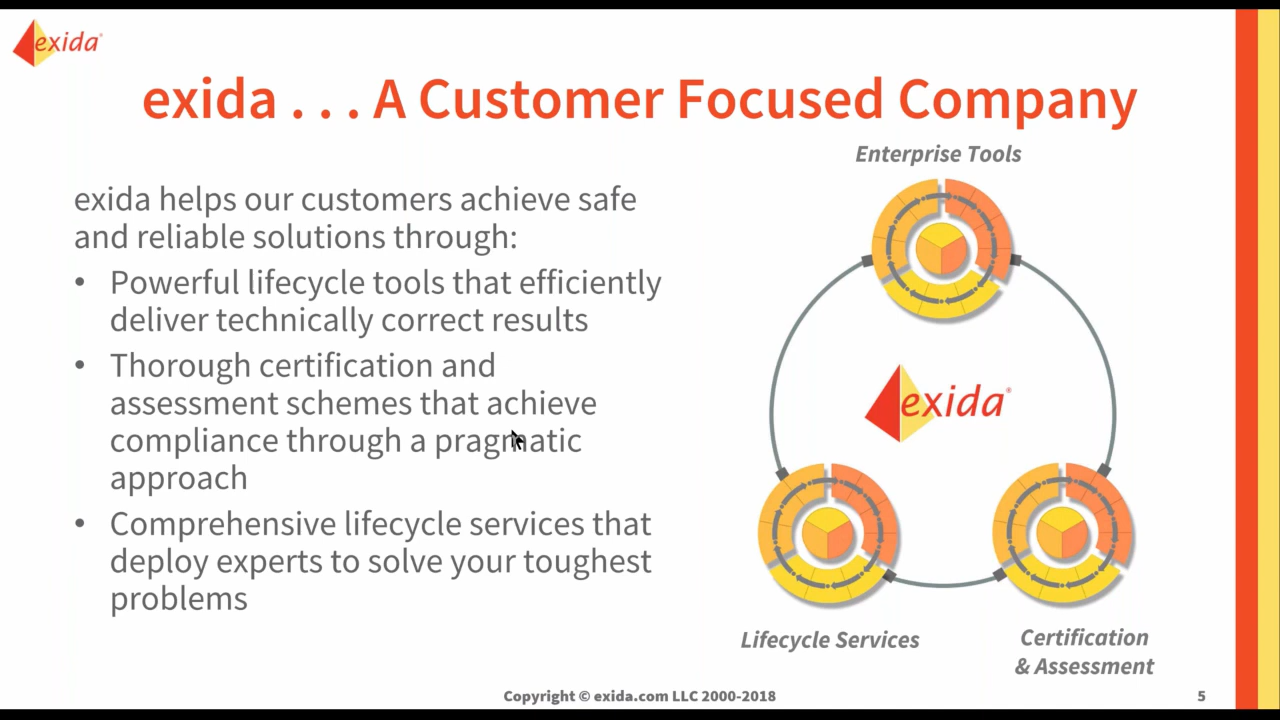 exida
exida . . . A Customer Focused Company
exida helps our customers achieve safe
and reliable solutions through:
• Powerful lifecycle tools that efficiently
deliver technically correct results
• Thorough certification and
assessment schemes that achieve
compliance through a pragmatic
approach
• Comprehensive lifecycle services that
deploy experts to solve your toughest
problems
Enterprise Tools
exida®
Lifecycle Services
Certification
& Assessment
Copyright © exida.com LLC 2000-2018
5